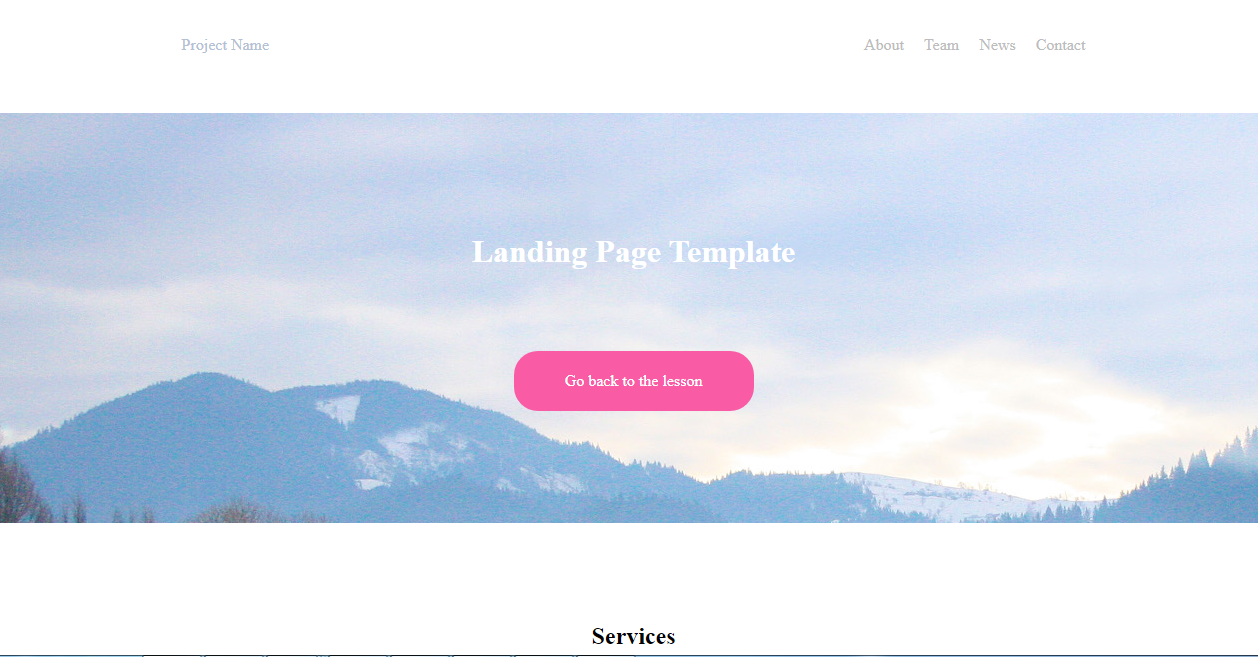 Project Name
About Team News Contact
Landing Page Template
Go back to the lesson
Services